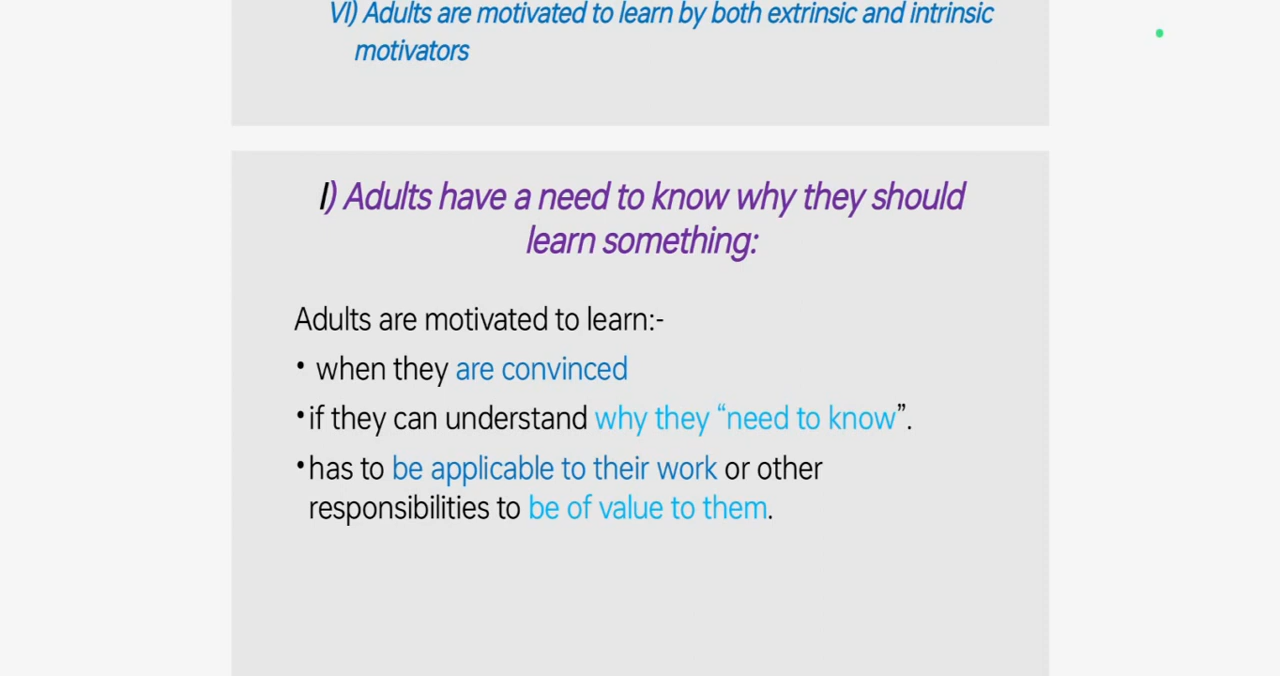 VI) Adults are motivated to learn by both extrinsic and intrinsic
motivators
I) Adults have a need to know why they should
learn something:
Adults are motivated to learn:-
• when they are convinced
•if they can understand why they “need to know”.
•has to be applicable to their work or other
responsibilities to be of value to them.